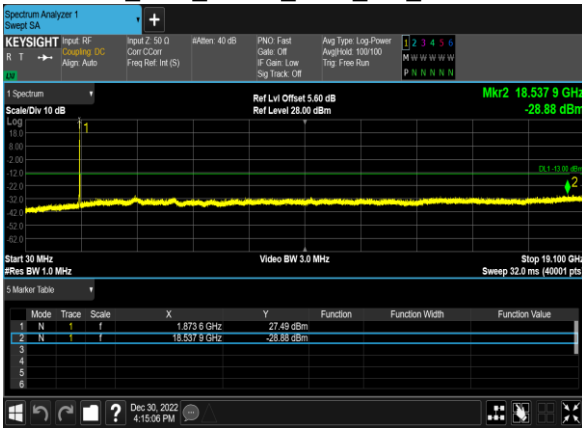 Spectrum Analyzer 1
Swept SA
+
KEYSIGHT Input: RF
R T Coupling: DC
Align: Auto
LXI
Input Z: 50 Ω
Corr CCorr
Freq Ref: Int (S)
#Atten: 40 dB
PNO: Fast
Gate: Off
IF Gain: Low
Sig Track: Off
Avg Type: Log-Power
Avg|Hold: 100/100
Trig: Free Run
1 2 3 4 5 6
M W W W W W
P N N N N N
1 Spectrum
Scale/Div 10 dB
Ref Lvl Offset 5.60 dB
Ref Level 28.00 dBm
Mkr2 18.537 9 GHz
-28.88 dBm
Log
18.0
8.00
-2.00
-12.0
-22.0
-32.0
-42.0
-52.0
-62.0
1
DL1 -13.00 dBm
2
Start 30 MHz
#Res BW 1.0 MHz
Video BW 3.0 MHz
Stop 19.100 GHz
Sweep 32.0 ms (40001 pts
5 Marker Table
Mode Trace Scale X Y Function Function Width Function Value
1 N 1 f 1.873 6 GHz 27.49 dBm
2 N 1 f 18.537 9 GHz -28.88 dBm
3
4
5
6
?
Dec 30, 2022
4:15:06 PM